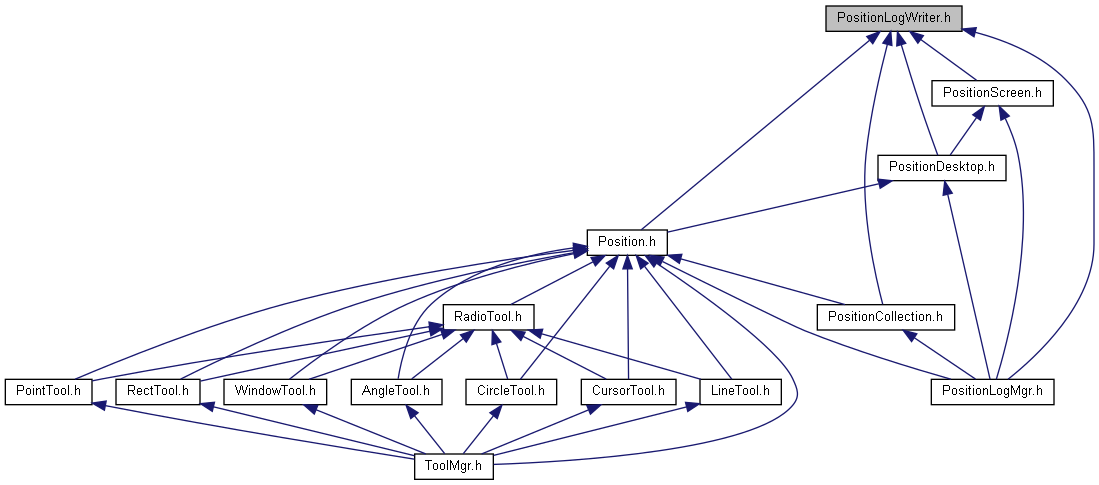 PositionLogWriter.h
PositionScreen.h
PositionDesktop.h
Position.h
RadioTool.h
PositionCollection.h
PointTool.h
RectTool.h
WindowTool.h
AngleTool.h
CircleTool.h
CursorTool.h
LineTool.h
PositionLogMgr.h
ToolMgr.h